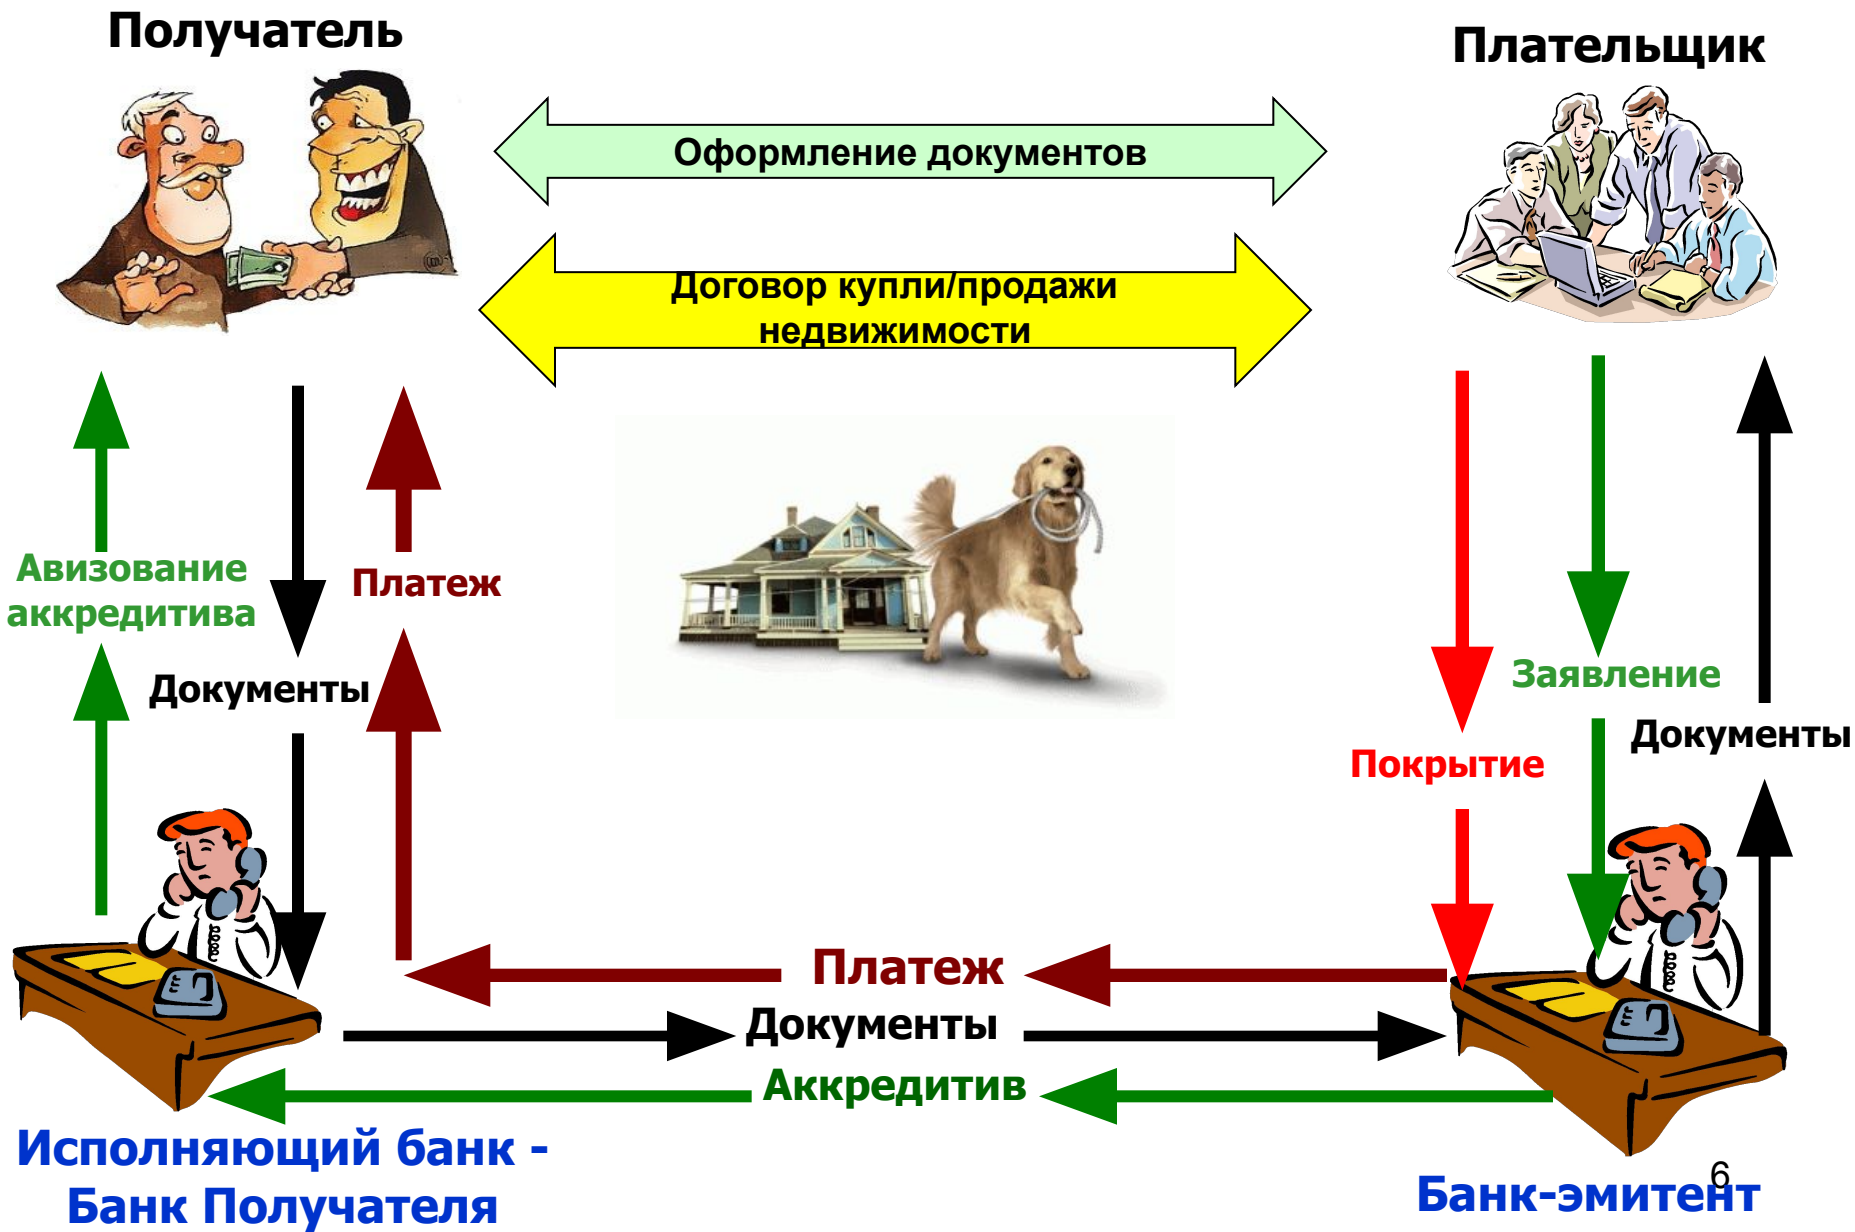 Получатель
Плательщик
Оформление документов
Договор купли/продажи
недвижимости
Авизование
аккредитива
Платеж
Документы
Заявление
Документы
Покрытие
Платеж
Документы
Аккредитив
Исполняющий банк -
Банк Получателя
Банк-эмитент
6